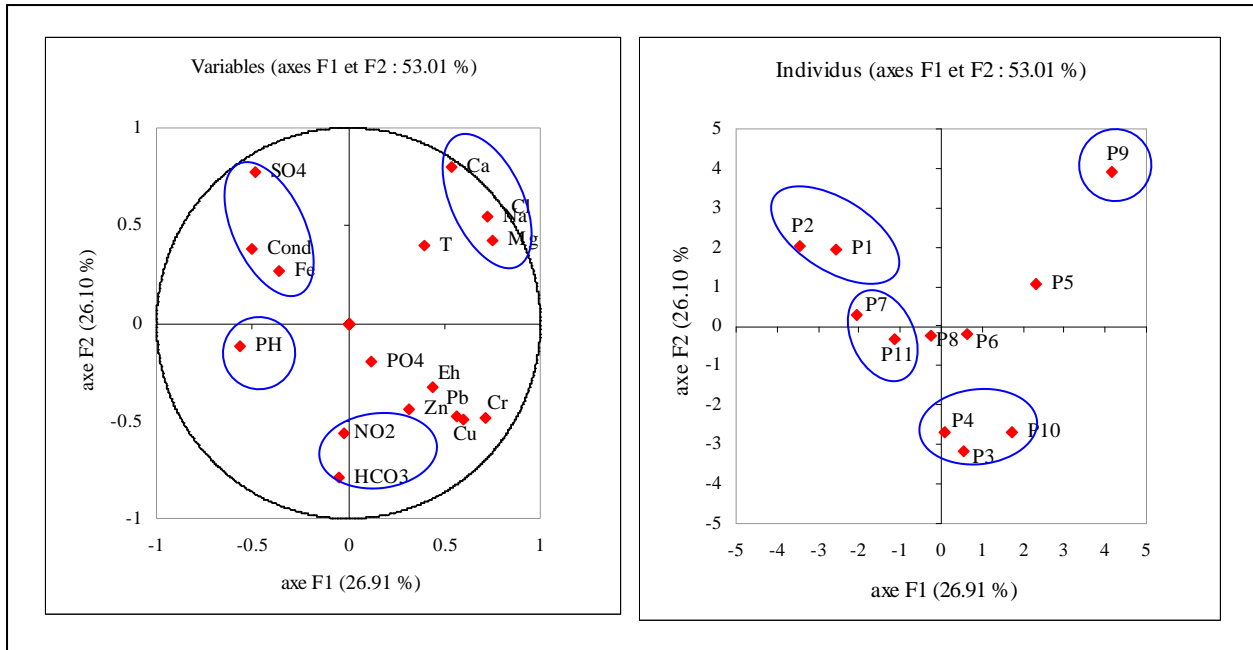 Variables (axes F1 et F2 : 53.01 %)
1
SO4
Ca
Cl
Na
0.5
Mg
Cond
T
Fe
0
PH
PO4
Eh
Pb
Zn
Cr
-0.5
NO2
Cu
HCO3
-1
-1
-0.5
0
0.5
1
axe F2 (26.10 %)
axe F1 (26.91 %)
Individus (axes F1 et F2 : 53.01 %)
5
P9
4
3
P2
P1
2
P5
1
P7
0
P11
P8
P6
-1
-2
P4
P10
-3
P3
-4
-5
-5
-4
-3
-2
-1
0
1
2
3
4
5
axe F2 (26.10 %)
axe F1 (26.91 %)